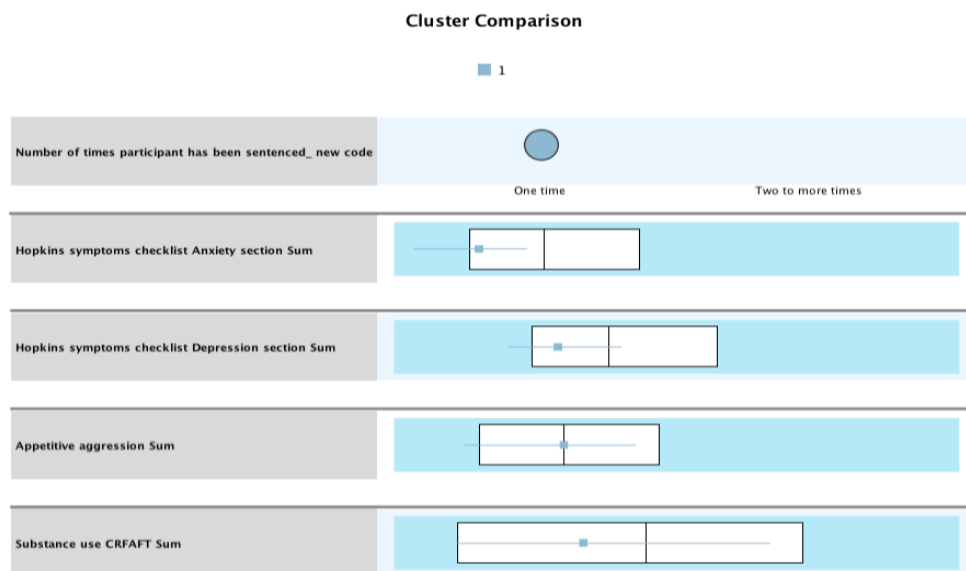 Cluster Comparison
1
Number of times participant has been sentenced_ new code
One time
Two to more times
Hopkins symptoms checklist Anxiety section Sum
Hopkins symptoms checklist Depression section Sum
Appetitive aggression Sum
Substance use CRFAFT Sum